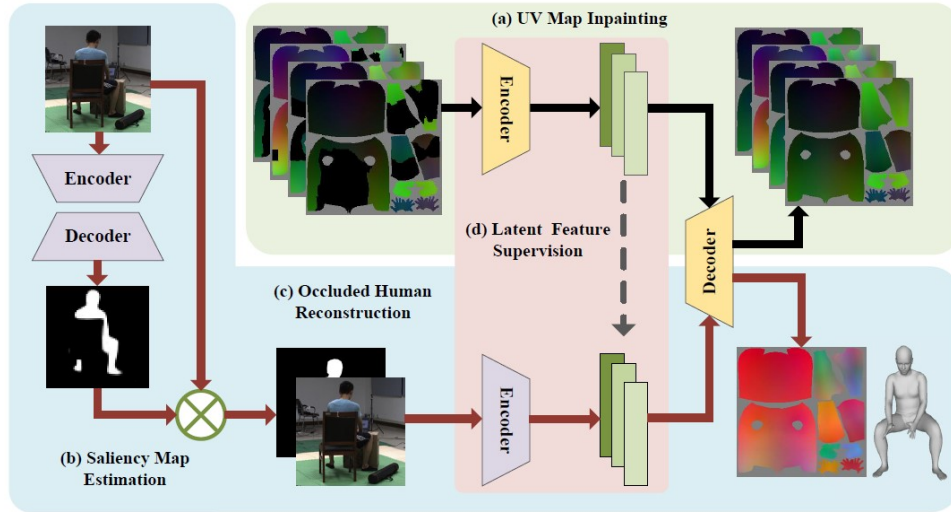 (a) UV Map Inpainting
Encoder
Encoder
Decoder
(d) Latent Feature
Supervision
Decoder
(c) Occluded Human
Reconstruction
Encoder
(b) Saliency Map
Estimation